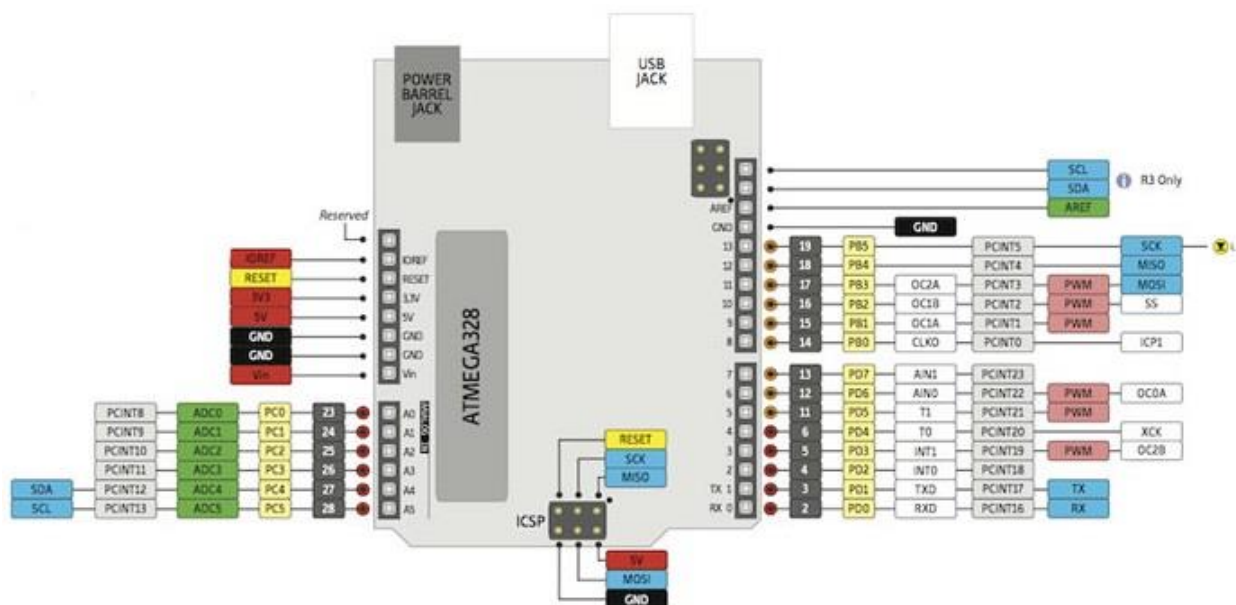 POWER BARREL JACK
USB JACK
SCL
SDA R3 Only
AREF AREF
GND GND
13 19 PB5 PCINT5 SCK L
12 18 PB4 PCINT4 MISO
11 17 PB3 OC2A PCINT3 PWM MOSI
10 16 PB2 OC1B PCINT2 PWM SS
9 15 PB1 OC1A PCINT1 PWM
8 14 PB0 CLKO PCINT0 ICP1
7 13 PD7 AIN1 PCINT23
6 12 PD6 AIN0 PCINT22 PWM OC0A
5 11 PD5 T1 PCINT21 PWM
4 6 PD4 T0 PCINT20 XCK
3 5 PD3 INT1 PCINT19 PWM OC2B
2 4 PD2 INT0 PCINT18
TX 1 3 PD1 TXD PCINT17 TX
RX 0 2 PD0 RXD PCINT16 RX
Reserved
IOREF IOREF
RESET RESET
3V3 3.3V
5V 5V
GND GND
GND GND
Vin Vin
ATMEGA328
PCINT8 ADC0 PC0 23 A0
PCINT9 ADC1 PC1 24 A1
PCINT10 ADC2 PC2 25 A2
PCINT11 ADC3 PC3 26 A3
SDA PCINT12 ADC4 PC4 27 A4
SCL PCINT13 ADC5 PC5 28 A5
RESET
SCK
MISO
ICSP
5V
MOSI
GND